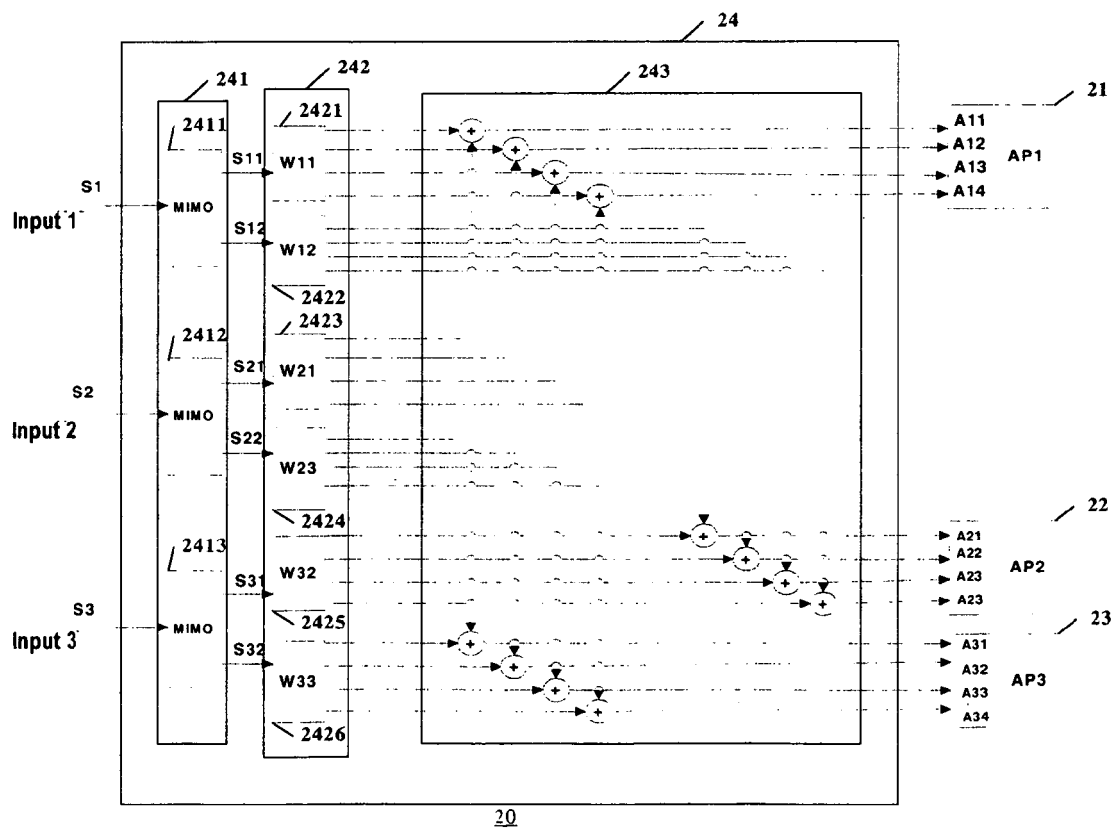 24
241
242
243
21
2411
2421
A11
S11
W11
A12
AP1
A13
S1
A14
Input 1
MIMO
S12
W12
2422
2412
2423
S21
W21
S2
Input 2
MIMO
S22
W23
2424
22
2413
A21
A22
W32
AP2
S31
A23
A23
S3
2425
23
Input 3
MIMO
A31
S32
A32
W33
AP3
A33
A34
2426
20